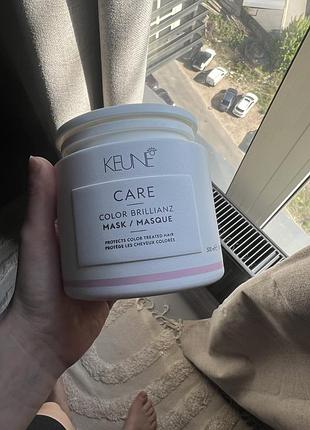 KEUNE
CARE
COLOR BRILLIANZ
MASK / MASQUE
PROTECTS COLOR TREATED HAIR
PROTÈGE LES CHEVEUX COLORÉS